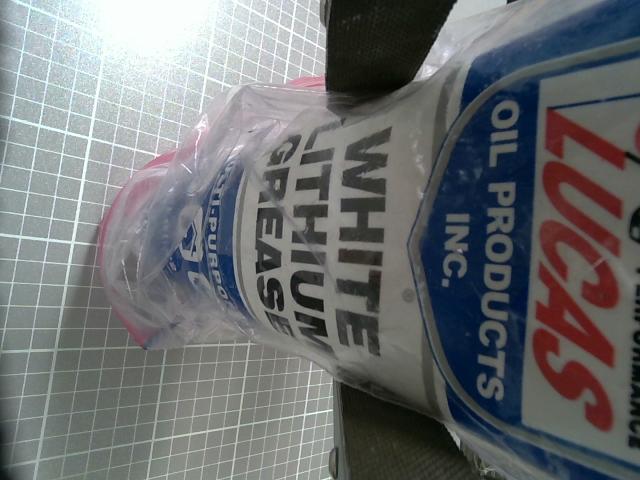 LUCAS
OIL PRODUCTS
INC.
WHITE
LITHIUM
GREASE